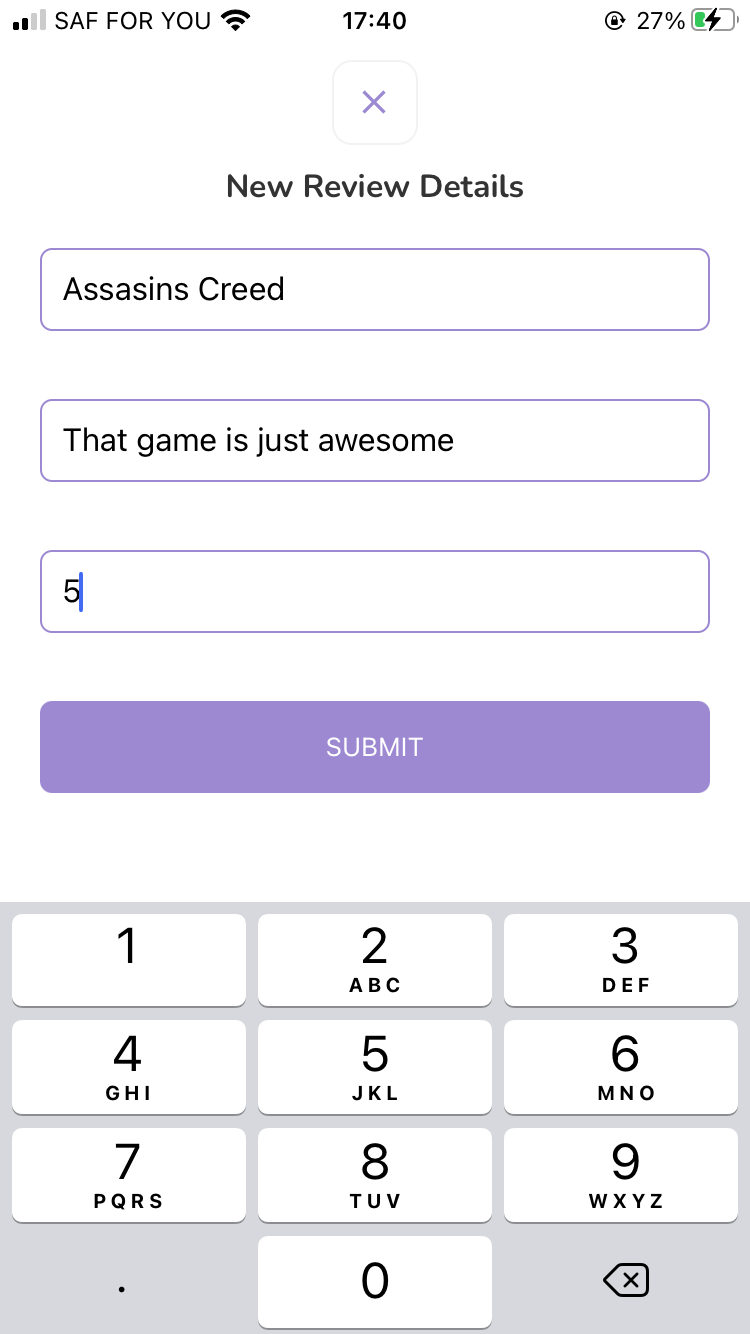 SAF FOR YOU 17:40 27%
New Review Details
Assasins Creed
That game is just awesome
5
SUBMIT
1 2 3
ABC DEF
4 5 6
GHI JKL MNO
7 8 9
PQRS TUV WXYZ
. 0